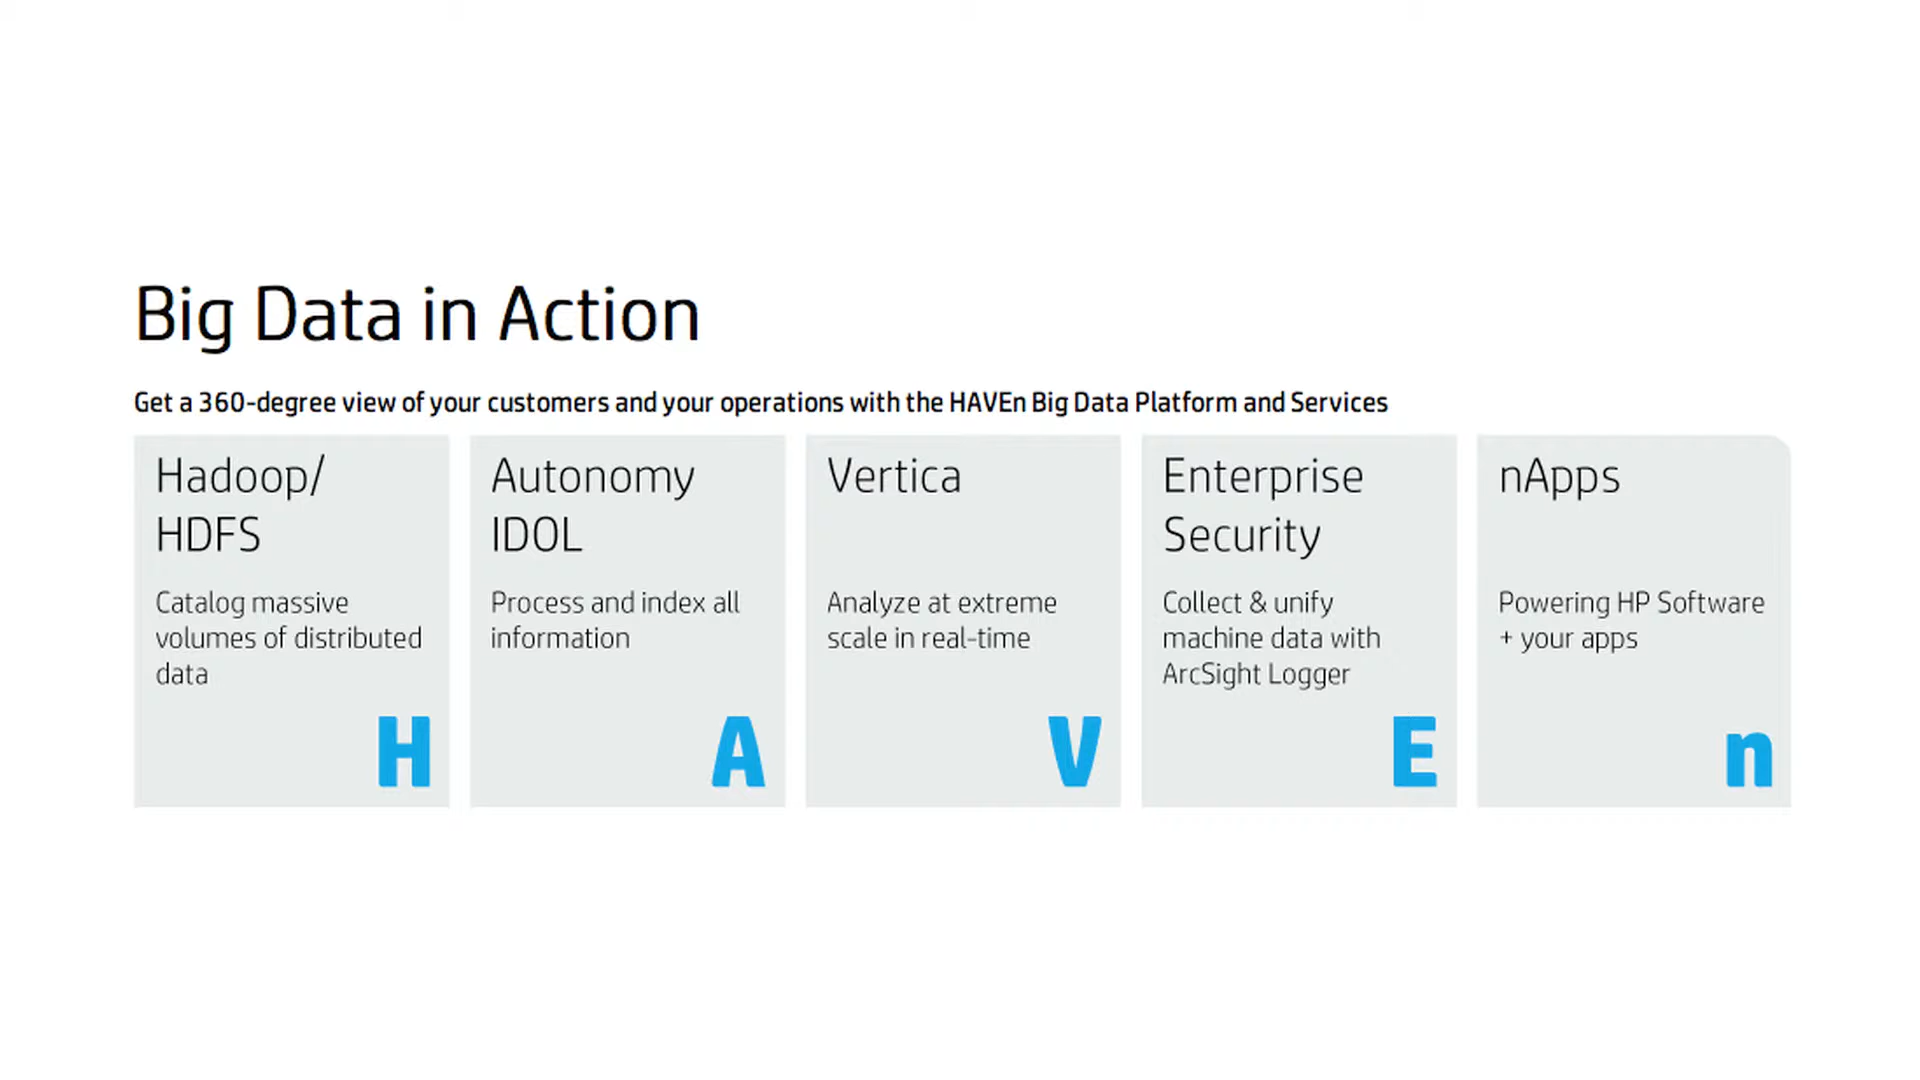 Big Data in Action
Get a 360-degree view of your customers and your operations with the HAVEn Big Data Platform and Services
Hadoop/
HDFS
Catalog massive
volumes of distributed
data
H
Autonomy
IDOL
Process and index all
information
A
Vertica
Analyze at extreme
scale in real-time
V
Enterprise
Security
Collect & unify
machine data with
ArcSight Logger
E
nApps
Powering HP Software
+ your apps
n